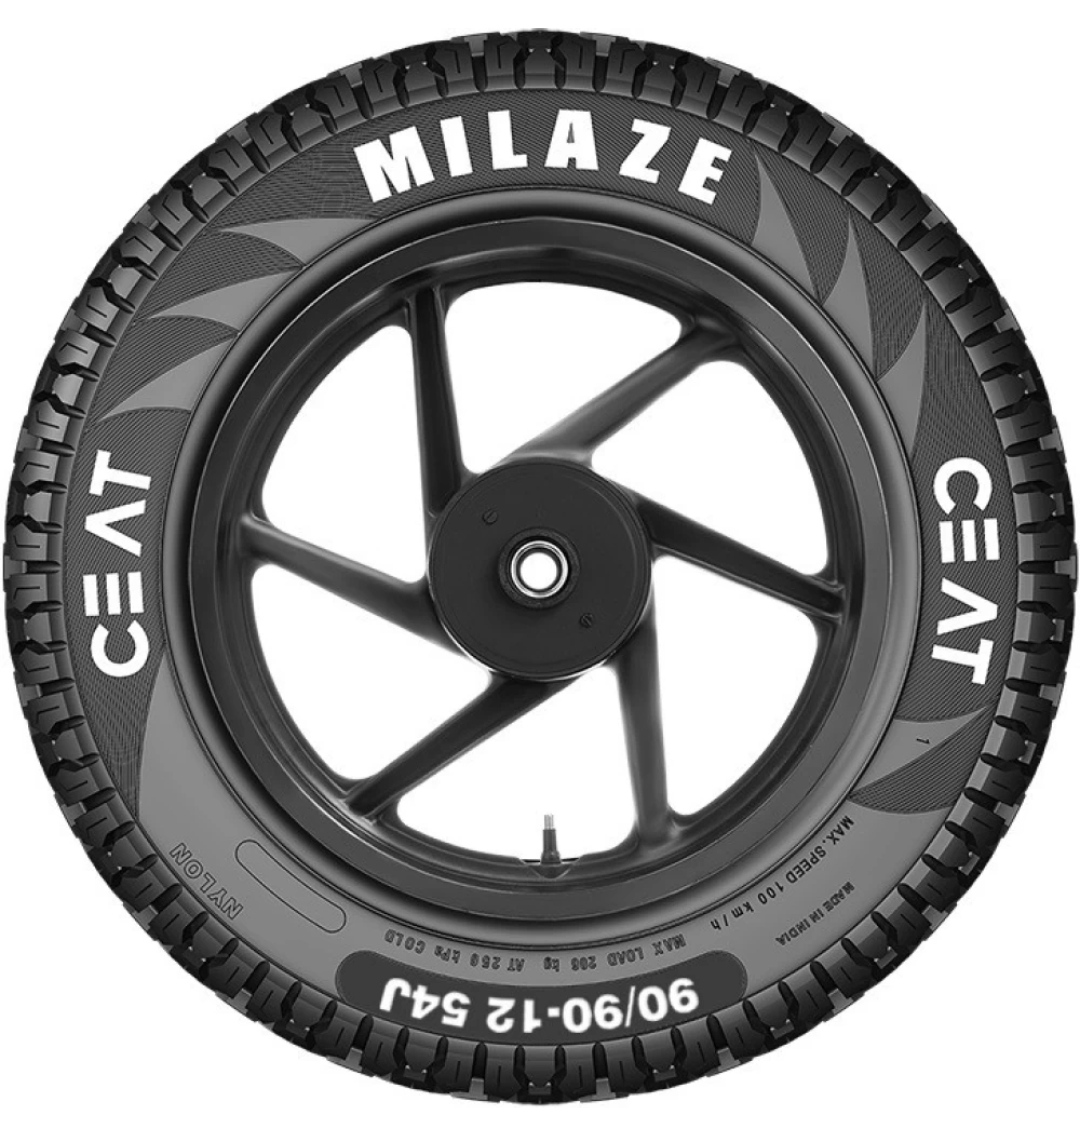 MILAZE
CEAT
CEAT
1
MAX. SPEED 100 km/h
MADE IN INDIA
MAX LOAD 206 kg AT 250 kPa COLD
90/90-12 54J
NYLON